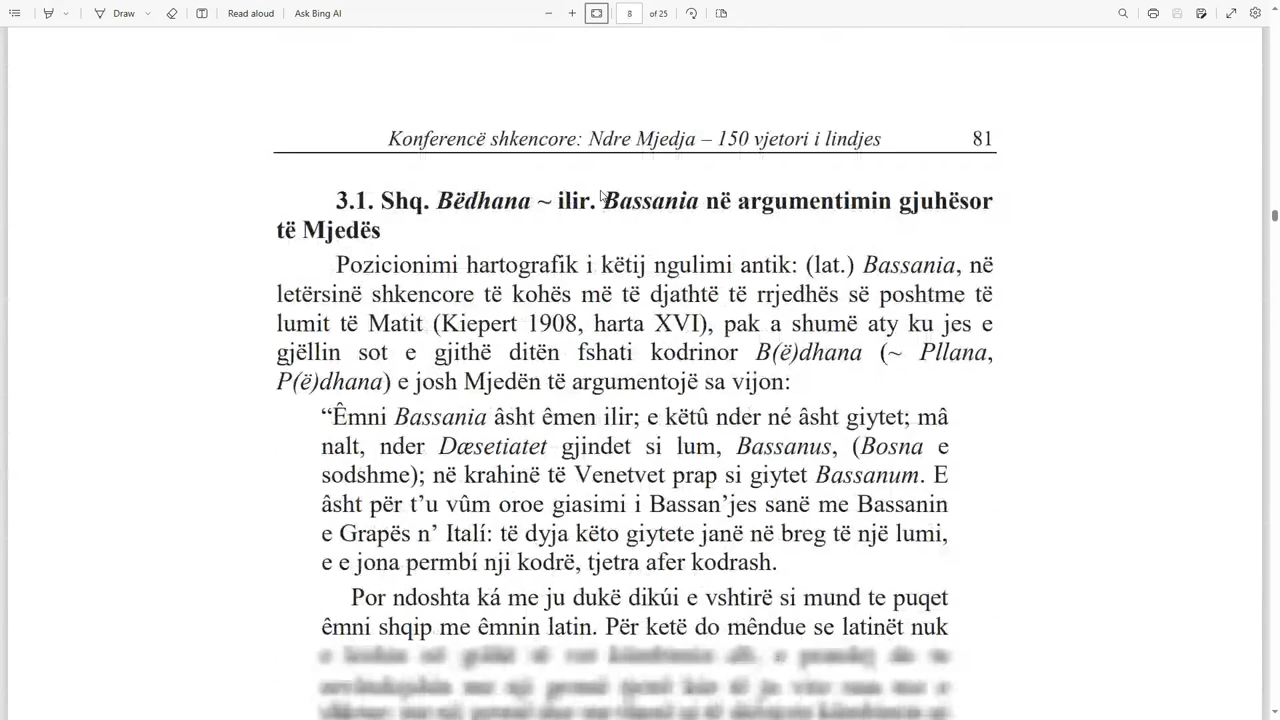 Draw
Read aloud
Ask Bing AI
8
of 25
Konferencë shkencore: Ndre Mjedja – 150 vjetori i lindjes 81
3.1. Shq. Bëdhana ~ ilir. Bassania në argumentimin gjuhësor
të Mjedës
Pozicionimi hartografik i këtij ngulimi antik: (lat.) Bassania, në
letërsinë shkencore të kohës më të djathtë të rrjedhës së poshtme të
lumit të Matit (Kiepert 1908, harta XVI), pak a shumë aty ku jes e
gjëllin sot e gjithë ditën fshati kodrinor B(ë)dhana (~ Pllana,
P(ë)dhana) e josh Mjedën të argumentojë sa vijon:
“Êmni Bassania âsht êmen ilir; e këtû nder né âsht giytet; mâ
nalt, nder Dæsetiatet gjindet si lum, Bassanus, (Bosna e
sodshme); në krahinë të Venetvet prap si giytet Bassanum. E
âsht për t’u vûm oroe giasimi i Bassan’jes sanë me Bassanin
e Grapës n’ Italí: të dyja këto giytete janë në breg të një lumi,
e e jona permbí nji kodrë, tjetra afer kodrash.
Por ndoshta ká me ju dukë dikúi e vshtirë si mund te puqet
êmni shqip me êmnin latin. Për ketë do mêndue se latinët nuk